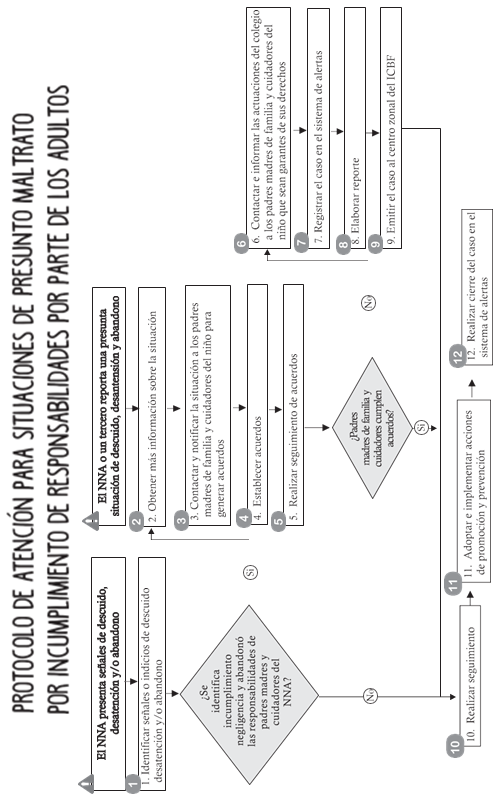 PROTOCOLO DE ATENCIÓN PARA SITUACIONES DE PRESUNTO MALTRATO
POR INCUMPLIMIENTO DE RESPONSABILIDADES POR PARTE DE LOS ADULTOS
El NNA presenta señales de descuido,
desatención y/o abandono
1
1. Identificar señales o indicios de descuido
desatención y/o abandono
¿Se
identifica
incumplimiento
negligencia y abandonó
las responsabilidades de
padres madres y
cuidadores del
NNA?
Si
No
El NNA o un tercero reporta una presunta
situación de descuido, desantensión y abandono
2
2. Obtener más información sobre la situación
3
3. Contactar y notificar la situación a los padres
madres de familia y cuidadores del niño para
generar acuerdos
4
4. Establecer acuerdos
5
5. Realizar seguimiento de acuerdos
¿Padres
madres de familia y
cuidadores cumplen
acuerdos?
Si
No
6
6. Contactar e informar las actuaciones del colegio
a los padres madres de familia y cuidadores del
niño que sean garantes de sus derechos
7
7. Registrar el caso en el sistema de alertas
8
8. Elaborar reporte
9
9. Emitir el caso al centro zonal del ICBF
10
10. Realizar seguimiento
11
11. Adoptar e implementar acciones
de promoción y prevención
12
12. Realizar cierre del caso en el
sistema de alertas